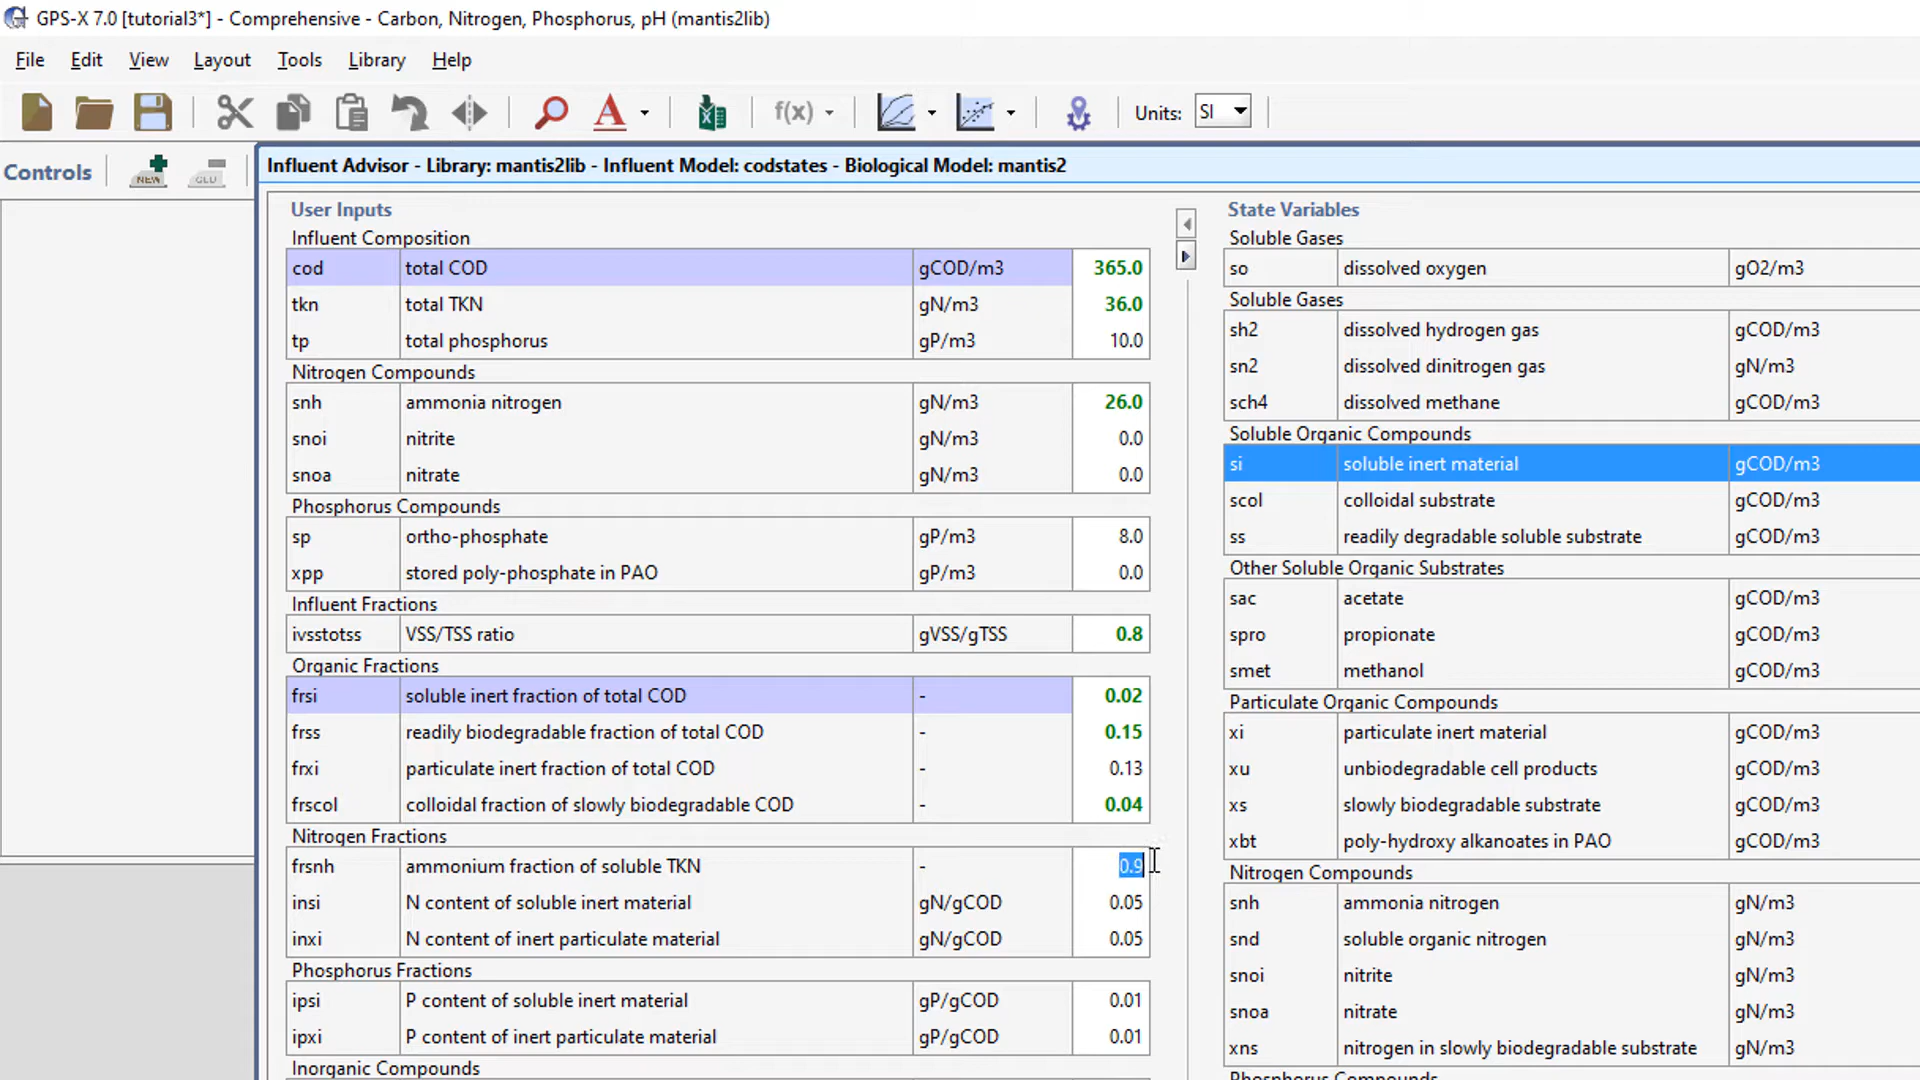 GPS-X 7.0 [tutorial3*] - Comprehensive - Carbon, Nitrogen, Phosphorus, pH (mantis2lib)
File Edit View Layout Tools Library Help
A f(x) Units: SI
Controls NEW GLU
Influent Advisor - Library: mantis2lib - Influent Model: codstates - Biological Model: mantis2
User Inputs
Influent Composition
cod total COD gCOD/m3 365.0
tkn total TKN gN/m3 36.0
tp total phosphorus gP/m3 10.0
Nitrogen Compounds
snh ammonia nitrogen gN/m3 26.0
snoi nitrite gN/m3 0.0
snoa nitrate gN/m3 0.0
Phosphorus Compounds
sp ortho-phosphate gP/m3 8.0
xpp stored poly-phosphate in PAO gP/m3 0.0
Influent Fractions
ivsstotss VSS/TSS ratio gVSS/gTSS 0.8
Organic Fractions
frsi soluble inert fraction of total COD - 0.02
frss readily biodegradable fraction of total COD - 0.15
frxi particulate inert fraction of total COD - 0.13
frscol colloidal fraction of slowly biodegradable COD - 0.04
Nitrogen Fractions
frsnh ammonium fraction of soluble TKN - 0.9
insi N content of soluble inert material gN/gCOD 0.05
inxi N content of inert particulate material gN/gCOD 0.05
Phosphorus Fractions
ipsi P content of soluble inert material gP/gCOD 0.01
ipxi P content of inert particulate material gP/gCOD 0.01
Inorganic Compounds
State Variables
Soluble Gases
so dissolved oxygen gO2/m3
Soluble Gases
sh2 dissolved hydrogen gas gCOD/m3
sn2 dissolved dinitrogen gas gN/m3
sch4 dissolved methane gCOD/m3
Soluble Organic Compounds
si soluble inert material gCOD/m3
scol colloidal substrate gCOD/m3
ss readily degradable soluble substrate gCOD/m3
Other Soluble Organic Substrates
sac acetate gCOD/m3
spro propionate gCOD/m3
smet methanol gCOD/m3
Particulate Organic Compounds
xi particulate inert material gCOD/m3
xu unbiodegradable cell products gCOD/m3
xs slowly biodegradable substrate gCOD/m3
xbt poly-hydroxy alkanoates in PAO gCOD/m3
Nitrogen Compounds
snh ammonia nitrogen gN/m3
snd soluble organic nitrogen gN/m3
snoi nitrite gN/m3
snoa nitrate gN/m3
xns nitrogen in slowly biodegradable substrate gN/m3
Phosphorus Compounds